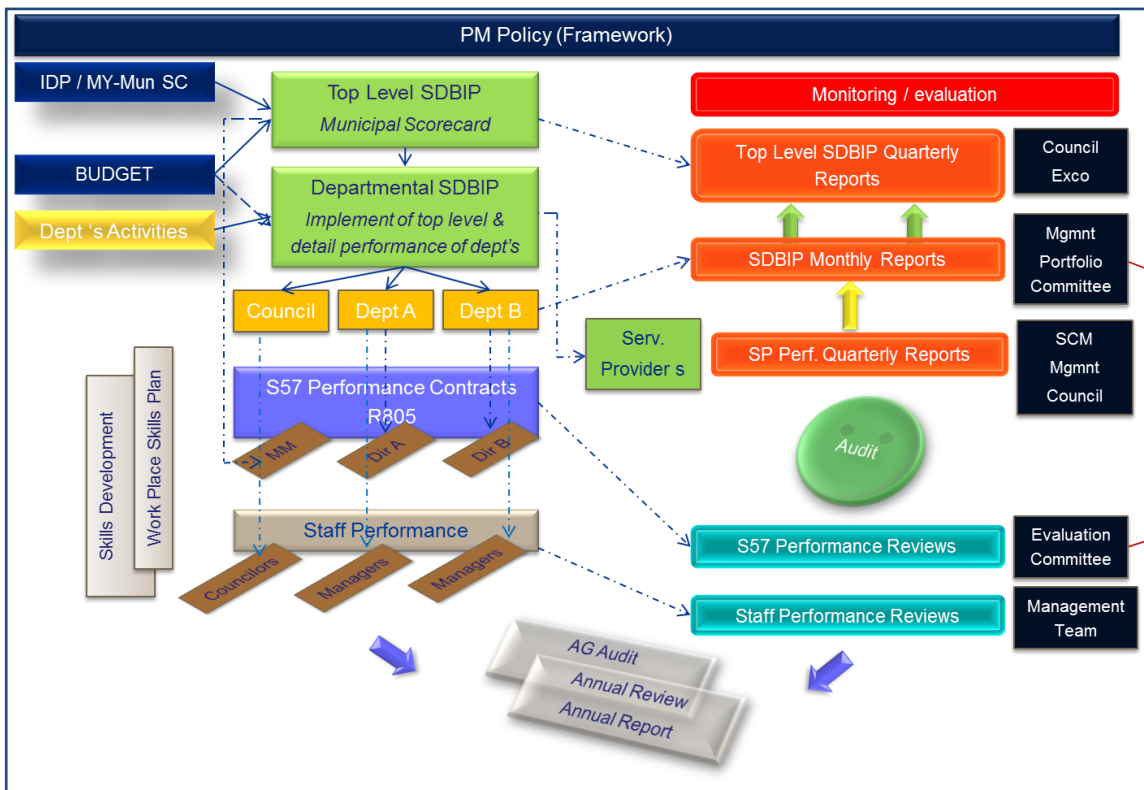 PM Policy (Framework)
IDP / MY-Mun SC
BUDGET
Dept ‘s Activities
Top Level SDBIP
Municipal Scorecard
Departmental SDBIP
Implement of top level &
detail performance of dept’s
Council
Dept A
Dept B
Serv.
Provider s
S57 Performance Contracts
R805
MM
Dir A
Dir B
Staff Performance
Councilors
Managers
Managers
Skills Development
Work Place Skills Plan
Monitoring / evaluation
Top Level SDBIP Quarterly
Reports
Council
Exco
SDBIP Monthly Reports
Mgmnt
Portfolio
Committee
SP Perf. Quarterly Reports
SCM
Mgmnt
Council
Audit
S57 Performance Reviews
Evaluation
Committee
Staff Performance Reviews
Management
Team
AG Audit
Annual Review
Annual Report